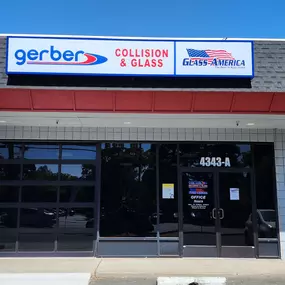 gerber
COLLISION
& GLASS
GLASS-AMERICA
4343-A
OFFICE